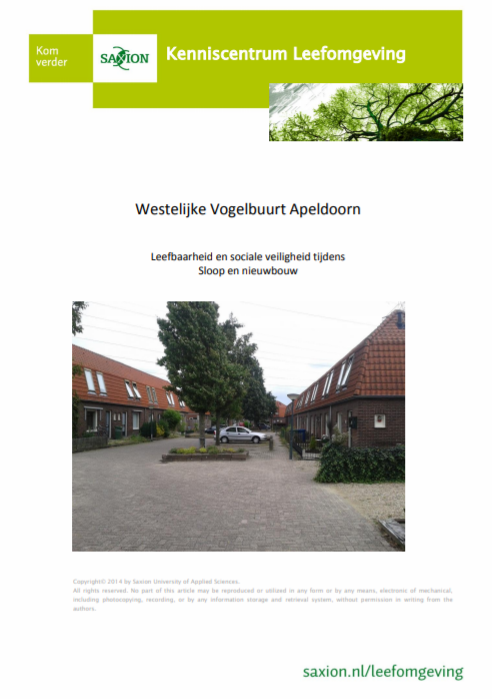 Kom
verder
SAXION
Kenniscentrum Leefomgeving
Westelijke Vogelbuurt Apeldoorn
Leefbaarheid en sociale veiligheid tijdens
Sloop en nieuwbouw
Copyright© 2014 by Saxion University of Applied Sciences.
All rights reserved. No part of this article may be reproduced or utilized in any form or by any means, electronic of mechanical,
including photocopying, recording, or by any information storage and retrieval system, without permission in writing from the
authors.
saxion.nl/leefomgeving